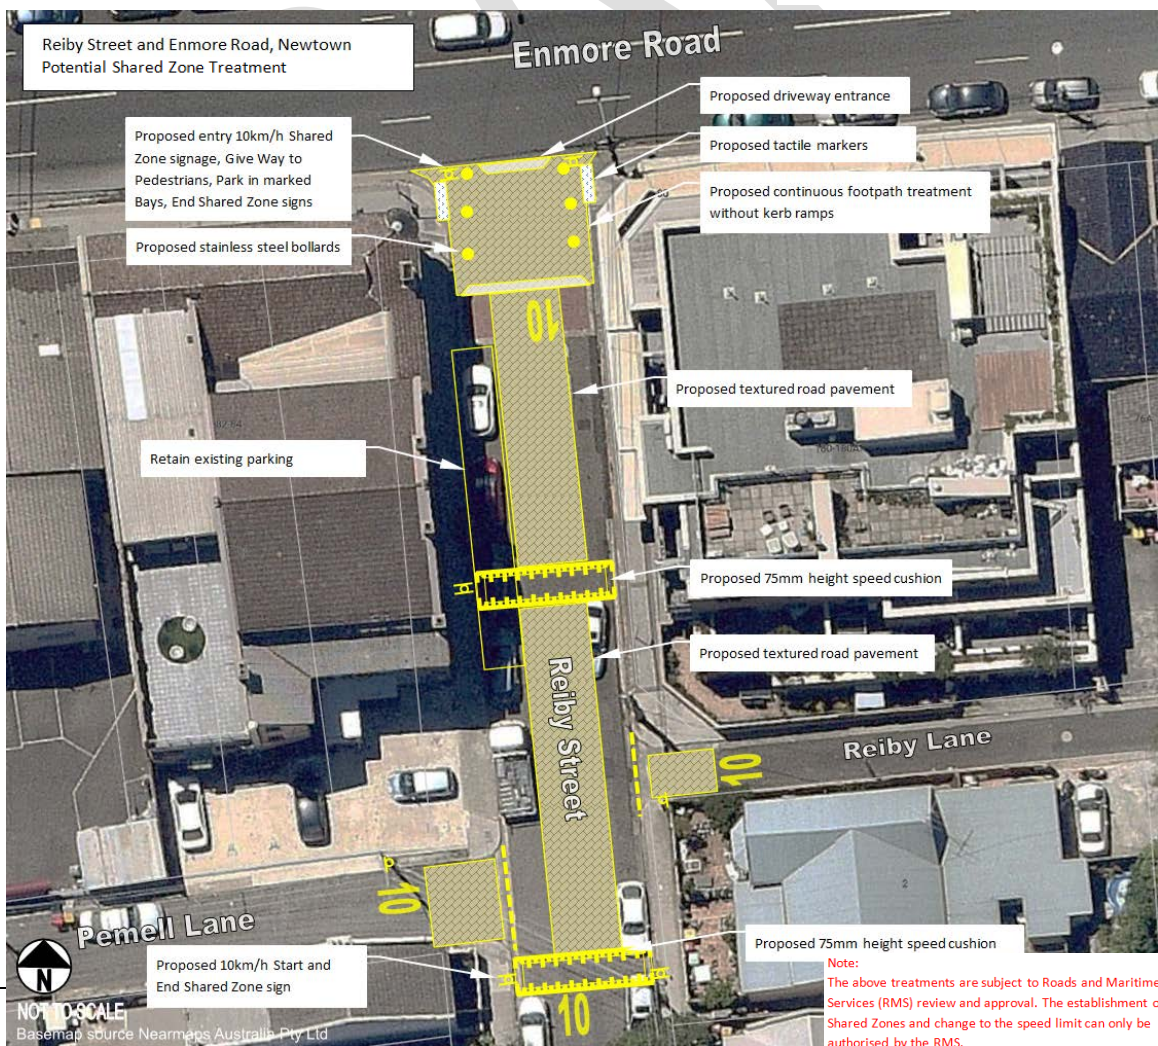 Reiby Street and Enmore Road, Newtown
Potential Shared Zone Treatment
Enmore Road
Proposed driveway entrance
Proposed entry 10km/h Shared
Zone signage, Give Way to
Pedestrians, Park in marked
Bays, End Shared Zone signs
Proposed tactile markers
Proposed continuous footpath treatment
without kerb ramps
Proposed stainless steel bollards
10
Proposed textured road pavement
Retain existing parking
Proposed 75mm height speed cushion
Proposed textured road pavement
Reiby Street
Reiby Lane
10
10
Pemell Lane
Proposed 75mm height speed cushion
Proposed 10km/h Start and
End Shared Zone sign
10
2
N
NOT TO SCALE
Basemap source Nearmaps Australia Pty Ltd
Note:
The above treatments are subject to Roads and Maritime
Services (RMS) review and approval. The establishment
Shared Zones and change to the speed limit can only be
authorised by the RMS.